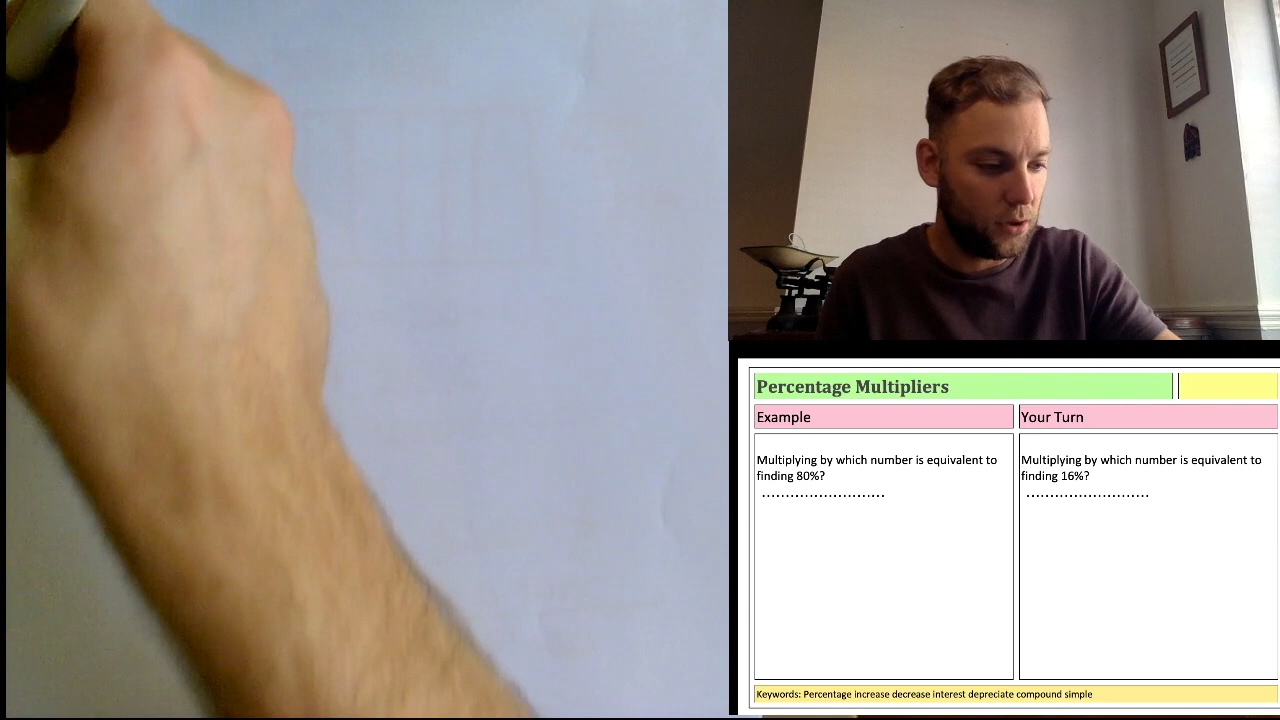 Percentage Multipliers
Example
Your Turn
Multiplying by which number is equivalent to
finding 80%?
..........................
Multiplying by which number is equivalent to
finding 16%?
..........................
Keywords: Percentage increase decrease interest depreciate compound simple